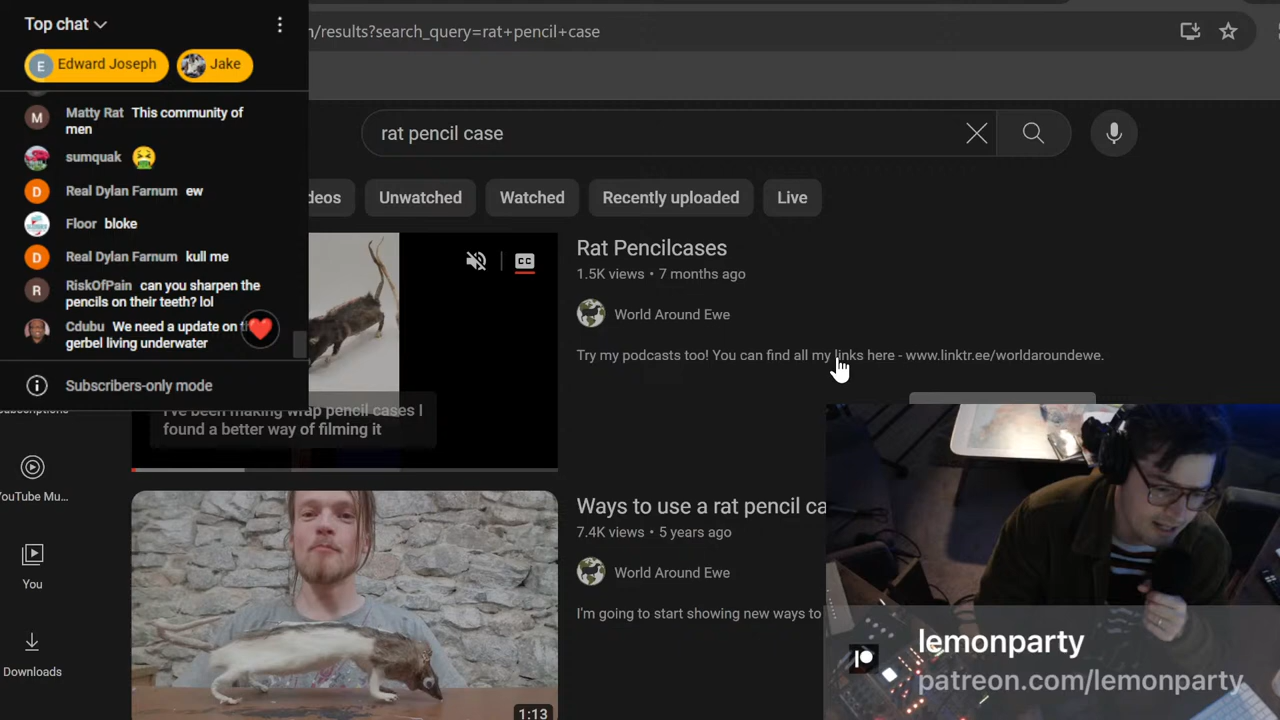 Top chat
n/results?search_query=rat+pencil+case
E Edward Joseph
Jake
M Matty Rat This community of
men
sumquak
D Real Dylan Farnum ew
Floor bloke
D Real Dylan Farnum kull me
R RiskOfPain can you sharpen the
pencils on their teeth? lol
Cdubu We need a update on
gerbel living underwater
Subscribers-only mode
rat pencil case
deos
Unwatched
Watched
Recently uploaded
Live
CC
Rat Pencilcases
1.5K views • 7 months ago
World Around Ewe
Try my podcasts too! You can find all my links here - www.linktr.ee/worldaroundewe.
I've been making wrap pencil cases I
found a better way of filming it
YouTube Mu...
You
Downloads
1:13
Ways to use a rat pencil ca
7.4K views • 5 years ago
World Around Ewe
I'm going to start showing new ways to
lemonparty
patreon.com/lemonparty